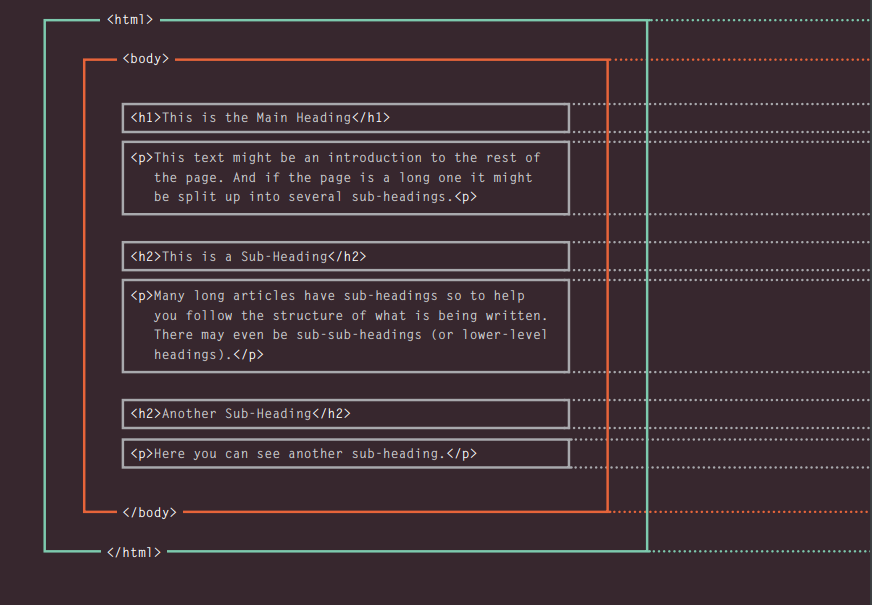 <html>
<body>
<h1>This is the Main Heading</h1>
<p>This text might be an introduction to the rest of
the page. And if the page is a long one it might
be split up into several sub-headings.<p>
<h2>This is a Sub-Heading</h2>
<p>Many long articles have sub-headings so to help
you follow the structure of what is being written.
There may even be sub-sub-headings (or lower-level
headings).</p>
<h2>Another Sub-Heading</h2>
<p>Here you can see another sub-heading.</p>
</body>
</html>